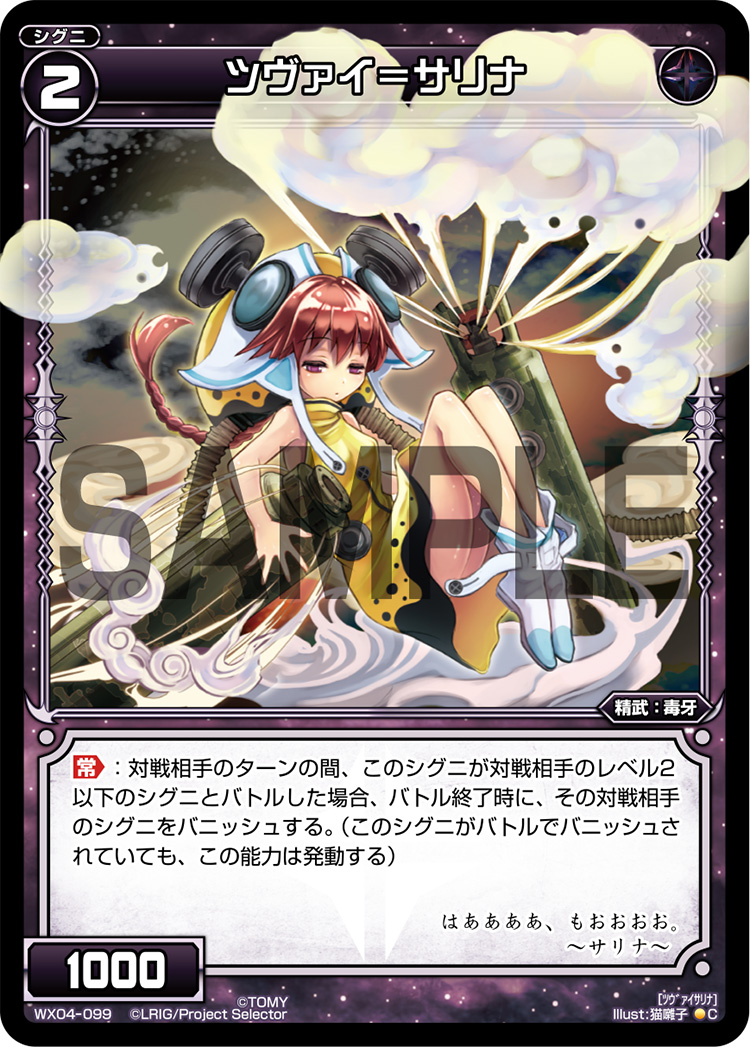 シグニ
2
ツヴァイ＝サリナ
SAMPLE
精武：毒牙
常：対戦相手のターンの間、このシグニが対戦相手のレベル2
以下のシグニとバトルした場合、バトル終了時に、その対戦相手
のシグニをバニッシュする。（このシグニがバトルでバニッシュさ
れていても、この能力は発動する）
はああああ、もおおおお。
～サリナ～
1000
©TOMY
[ﾂｳﾞｧｲｻﾘﾅ]
WX04-099 ©LRIG/Project Selector
Illust:猫囃子 C